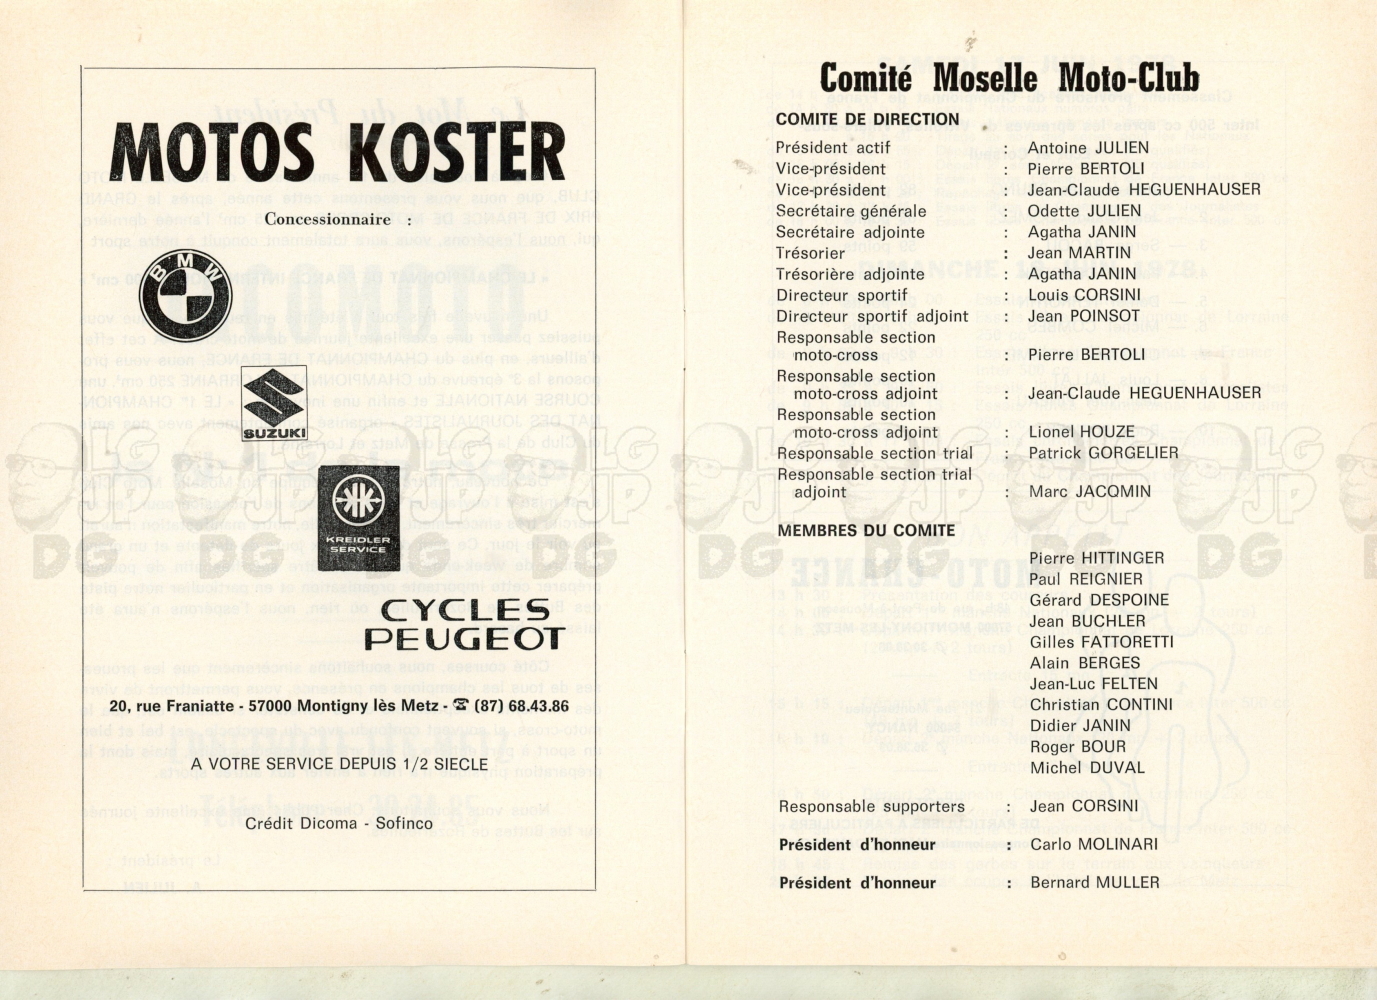 MOTOS KOSTER
Concessionnaire :
BMW
SUZUKI
KREIDLER
SERVICE
CYCLES
PEUGEOT
20, rue Franiatte - 57000 Montigny lès Metz - ☎ (87) 68.43.86
A VOTRE SERVICE DEPUIS 1/2 SIECLE
Crédit Dicoma - Sofinco
Comité Moselle Moto-Club
COMITE DE DIRECTION
Président actif : Antoine JULIEN
Vice-président : Pierre BERTOLI
Vice-président : Jean-Claude HEGUENHAUSER
Secrétaire générale : Odette JULIEN
Secrétaire adjointe : Agatha JANIN
Trésorier : Jean MARTIN
Trésorière adjointe : Agatha JANIN
Directeur sportif : Louis CORSINI
Directeur sportif adjoint : Jean POINSOT
Responsable section
moto-cross : Pierre BERTOLI
Responsable section
moto-cross adjoint : Jean-Claude HEGUENHAUSER
Responsable section
moto-cross adjoint : Lionel HOUZE
Responsable section trial : Patrick GORGELIER
Responsable section trial
adjoint : Marc JACOMIN
MEMBRES DU COMITE
Pierre HITTINGER
Paul REIGNIER
Gérard DESPOINE
Jean BUCHLER
Gilles FATTORETTI
Alain BERGES
Jean-Luc FELTEN
Christian CONTINI
Didier JANIN
Roger BOUR
Michel DUVAL
Responsable supporters : Jean CORSINI
Président d'honneur : Carlo MOLINARI
Président d'honneur : Bernard MULLER
LG JP DG